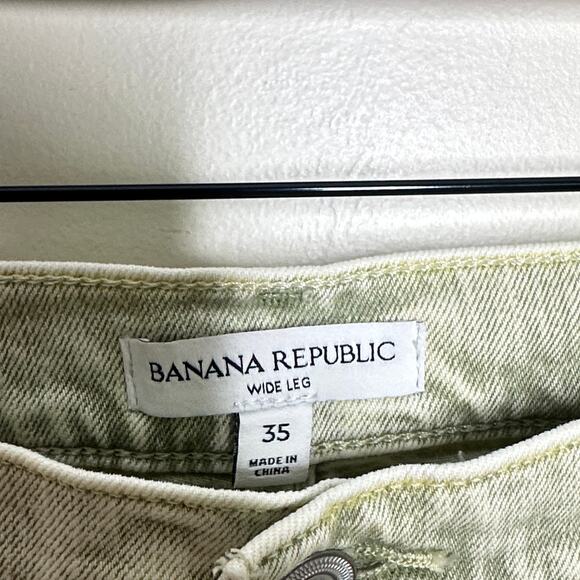 BANANA REPUBLIC
WIDE LEG
35
MADE IN
CHINA